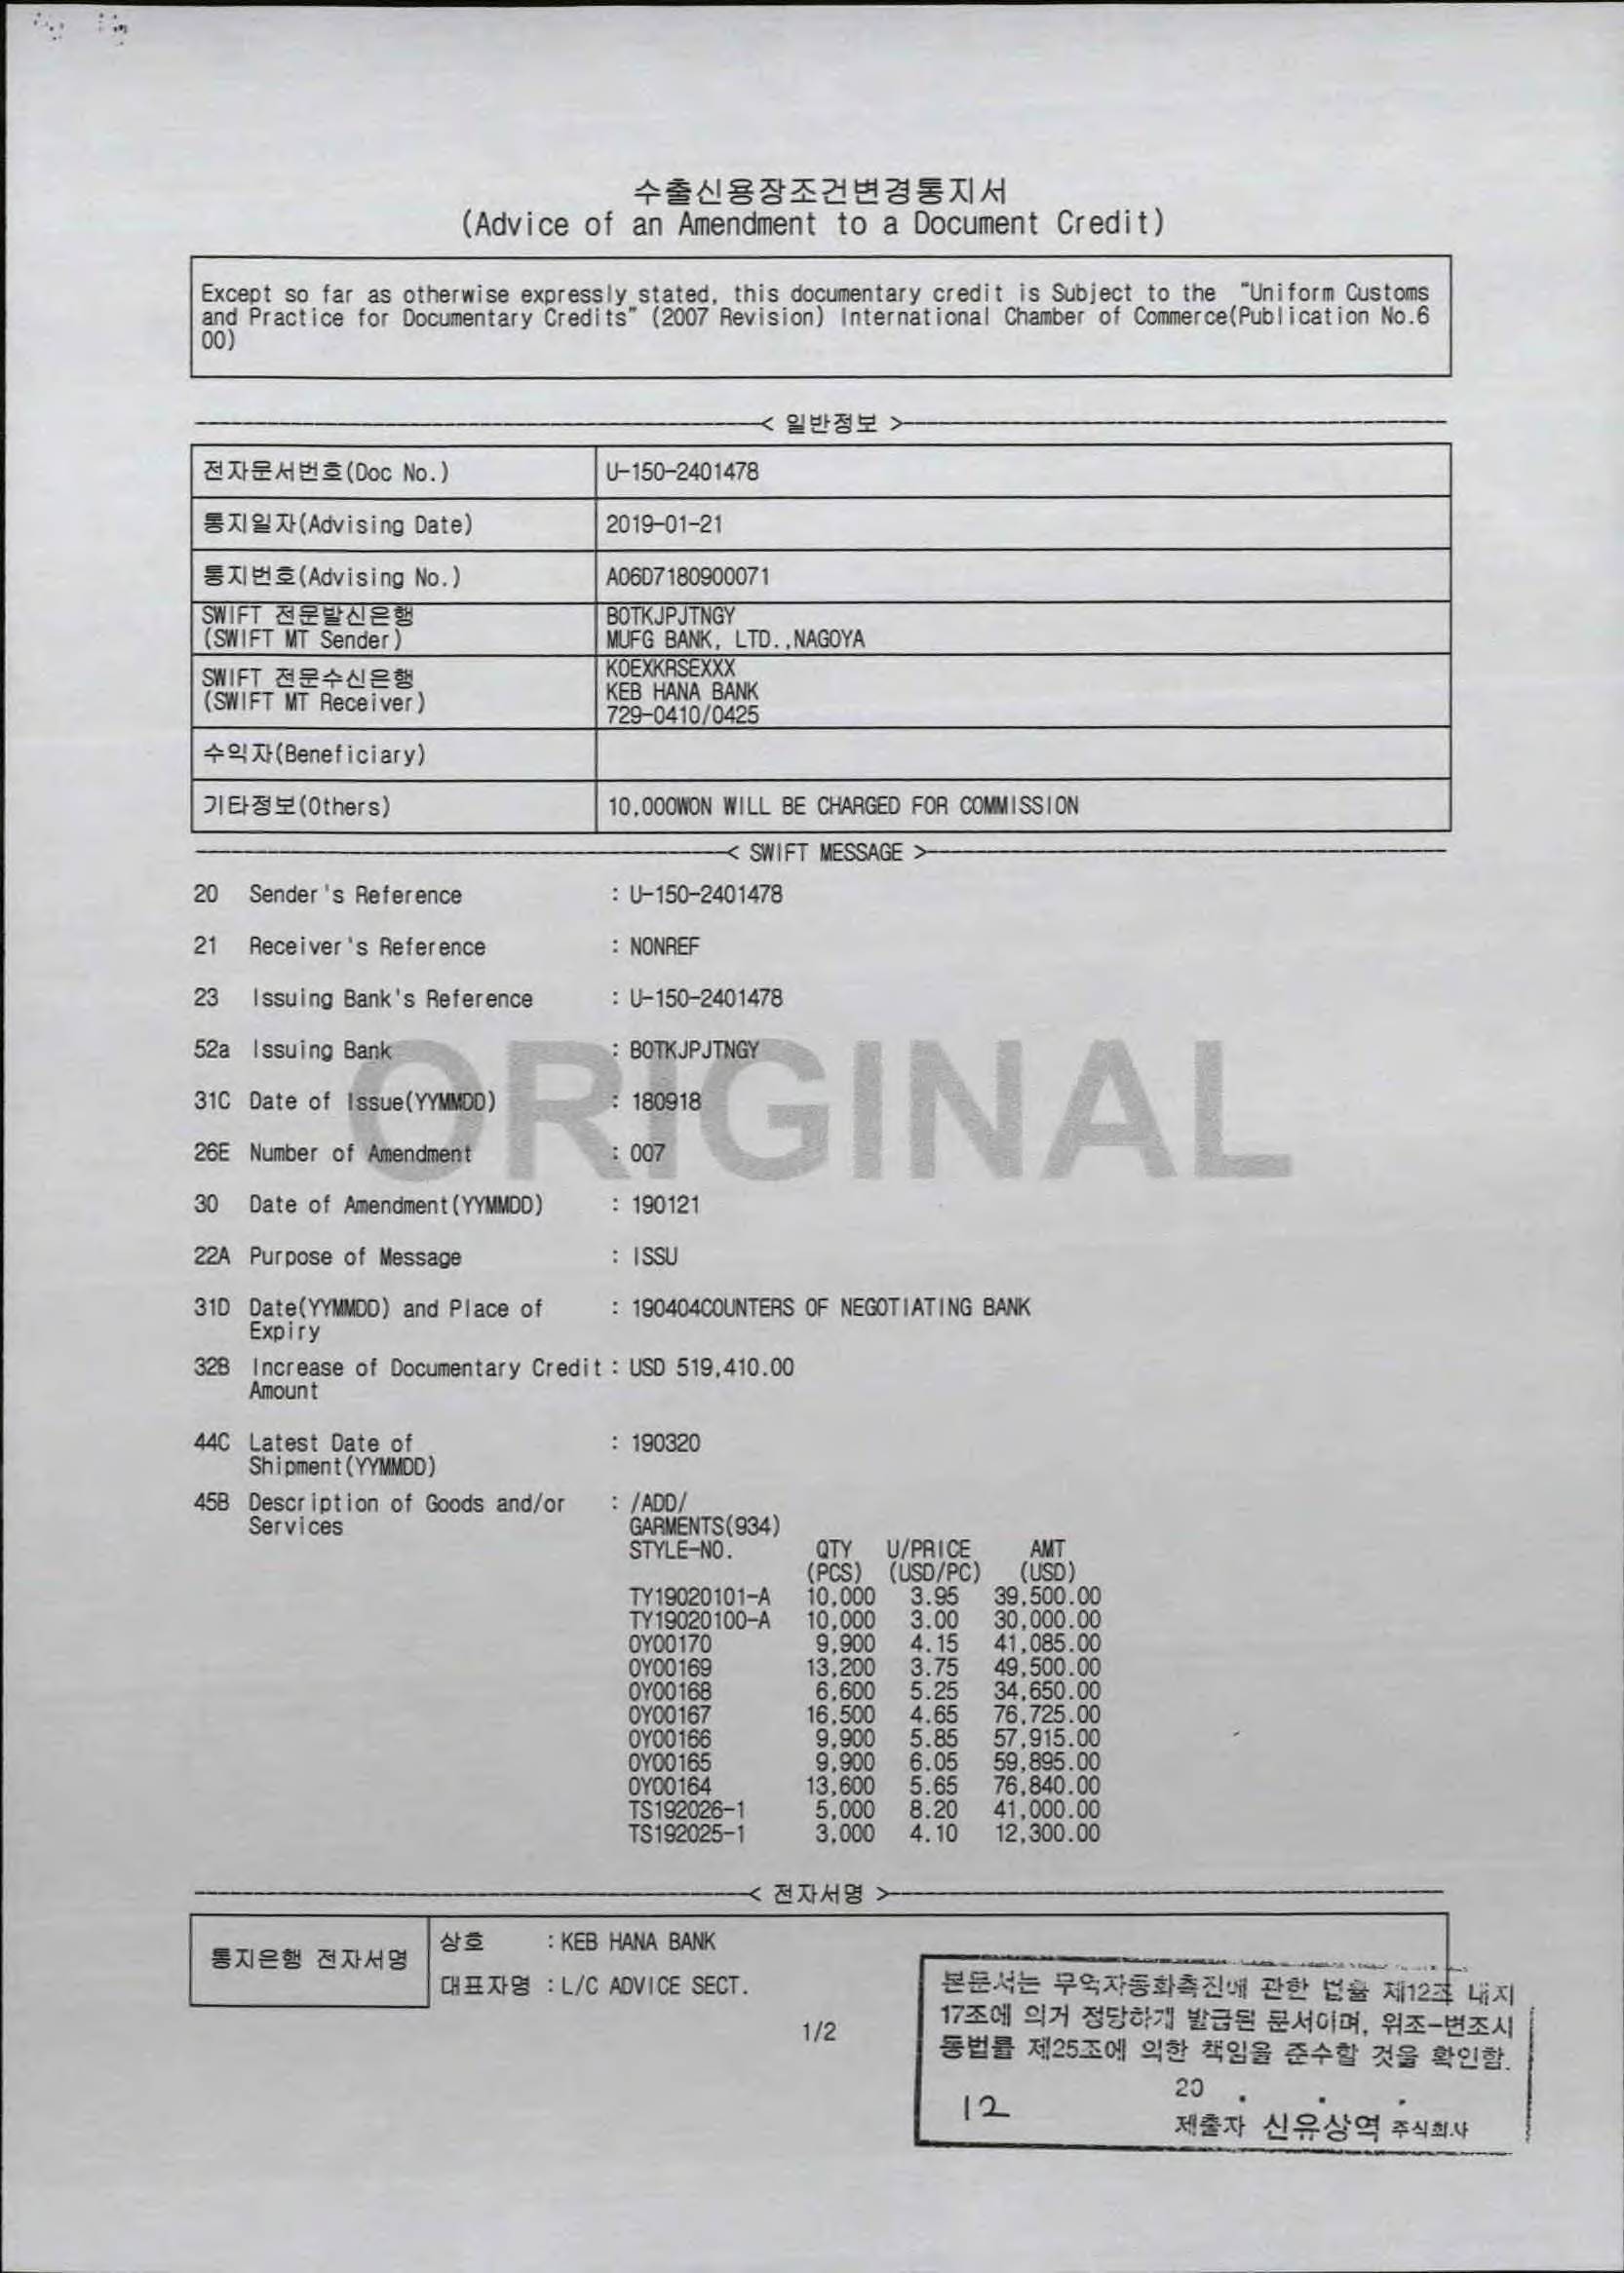 수출신용장조건변경통지서
(Advice of an Amendment to a Document Credit)
Except so far as otherwise expressly stated, this documentary credit is Subject to the "Uniform Customs
and Practice for Documentary Credits" (2007 Revision) International Chamber of Commerce(Publication No.6
00)
< 일반정보 >
전자문서번호(Doc No.) U-150-2401478
통지일자(Advising Date) 2019-01-21
통지번호(Advising No.) A06D7180900071
SWIFT 전문발신은행 BOTKJPJTNGY
(SWIFT MT Sender) MUFG BANK, LTD.,NAGOYA
KOEXKRSEXXX
SWIFT 전문수신은행 KEB HANA BANK
(SWIFT MT Receiver) 729-0410/0425
수익자(Beneficiary)
기타정보(Others) 10,000WON WILL BE CHARGED FOR COMMISSION
< SWIFT MESSAGE >
20 Sender's Reference : U-150-2401478
21 Receiver's Reference : NONREF
23 Issuing Bank's Reference : U-150-2401478
52a Issuing Bank : BOTKJPJTNGY
ORIGINAL
31C Date of Issue(YYMMDD) : 180918
26E Number of Amendment : 007
30 Date of Amendment(YYMMDD) : 190121
22A Purpose of Message : ISSU
31D Date(YYMMDD) and Place of : 190404COUNTERS OF NEGOTIATING BANK
Expiry
32B Increase of Documentary Credit : USD 519,410.00
Amount
44C Latest Date of : 190320
Shipment(YYMMDD)
45B Description of Goods and/or : /ADD/
Services GARMENTS(934)
STYLE-NO. QTY U/PRICE AMT
(PCS) (USD/PC) (USD)
TY19020101-A 10,000 3.95 39,500.00
TY19020100-A 10,000 3.00 30,000.00
0Y00170 9,900 4.15 41,085.00
0Y00169 13,200 3.75 49,500.00
0Y00168 6,600 5.25 34,650.00
0Y00167 16,500 4.65 76,725.00
0Y00166 9,900 5.85 57,915.00
0Y00165 9,900 6.05 59,895.00
0Y00164 13,600 5.65 76,840.00
TS192026-1 5,000 8.20 41,000.00
TS192025-1 3,000 4.10 12,300.00
< 전자서명 >
통지은행 전자서명
상호 : KEB HANA BANK
대표자명 : L/C ADVICE SECT.
1/2
본문서는 무역자동화촉진에 관한 법률 제12조 내지
17조에 의거 정당하게 발급된 문서이며, 위조-변조시
동법률 제25조에 의한 책임을 준수할 것을 확인함.
20 . . .
12
제출자 신유상역 주식회사